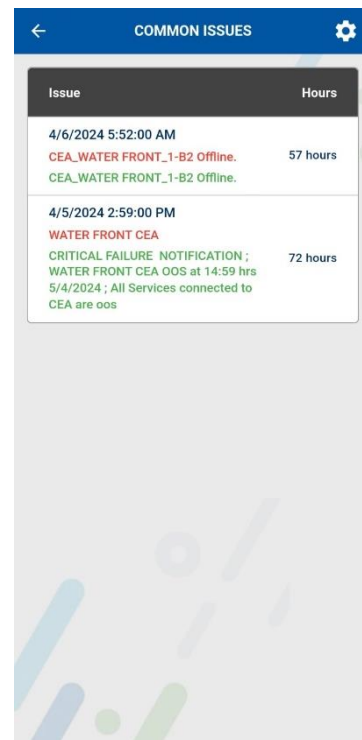 COMMON ISSUES
Issue Hours
4/6/2024 5:52:00 AM
CEA_WATER FRONT_1-B2 Offline. 57 hours
CEA_WATER FRONT_1-B2 Offline.
4/5/2024 2:59:00 PM
WATER FRONT CEA
CRITICAL FAILURE NOTIFICATION ;
WATER FRONT CEA OOS at 14:59 hrs 72 hours
5/4/2024 ; All Services connected to
CEA are oos